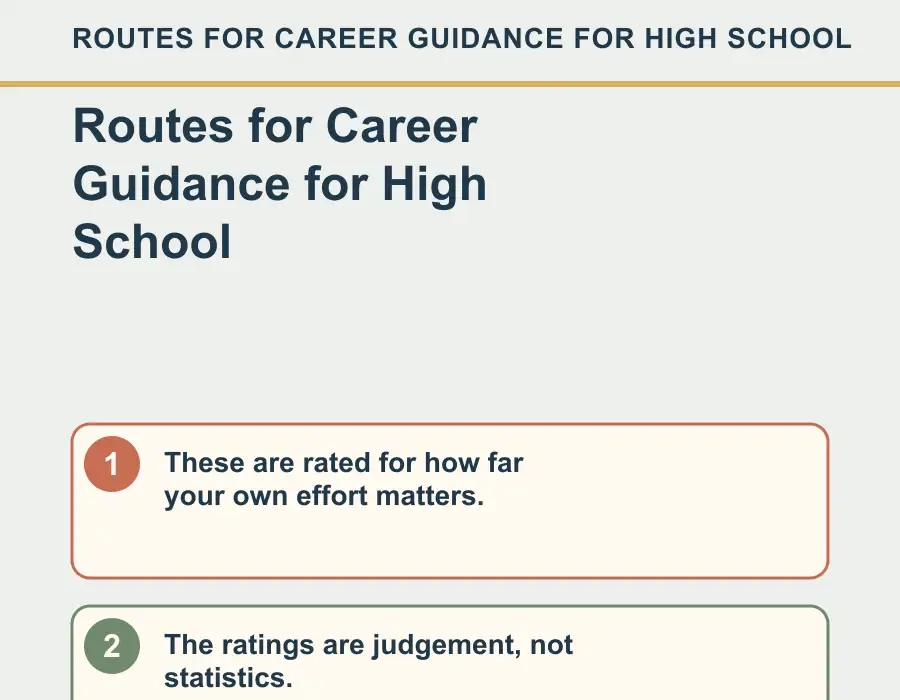 ROUTES FOR CAREER GUIDANCE FOR HIGH SCHOOL
Routes for Career
Guidance for High
School
1
These are rated for how far
your own effort matters.
2
The ratings are judgement, not
statistics.